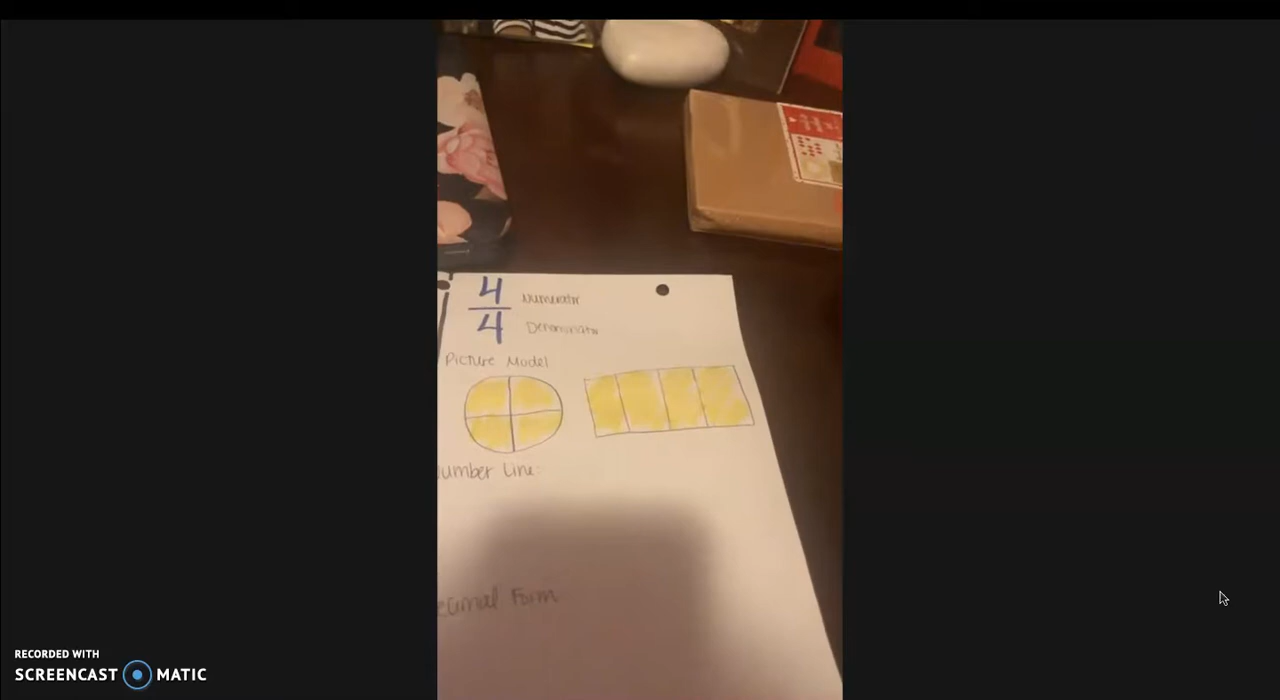 4 Numerator
4 Denominator
Picture Model
umber Line:
ecimal Form
RECORDED WITH
SCREENCAST MATIC